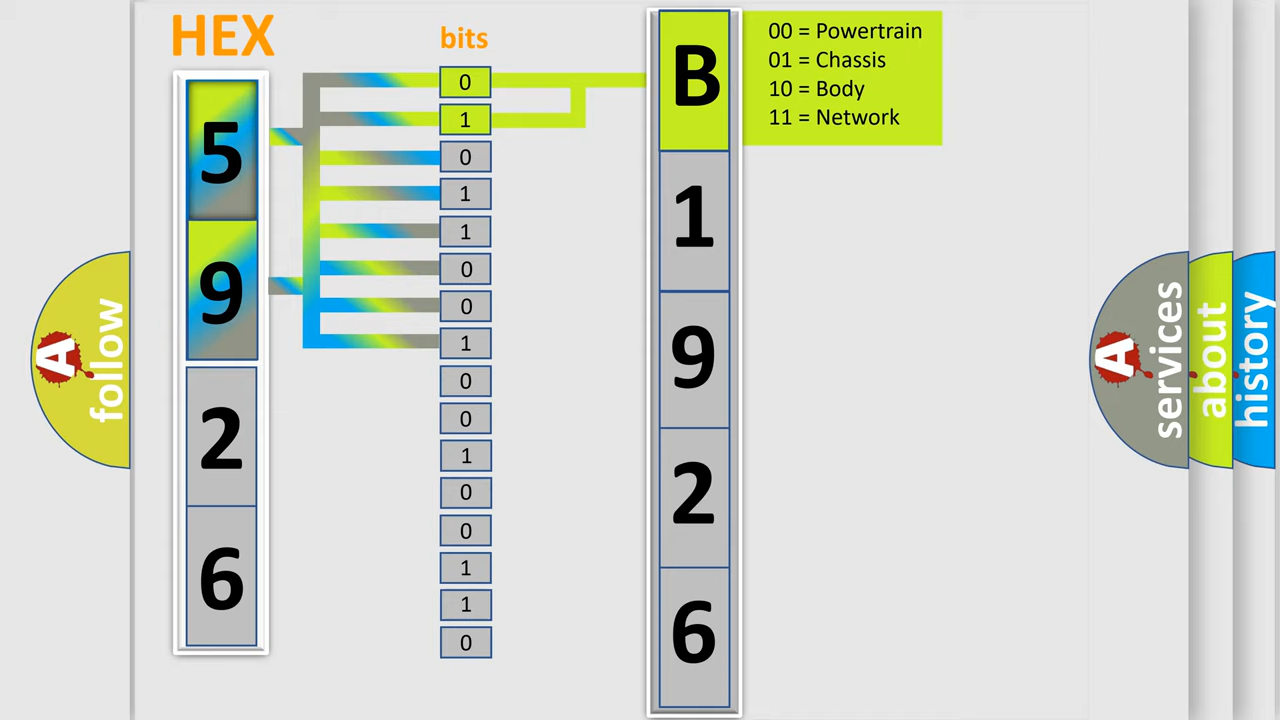 HEX
bits
5
9
2
6
0
1
0
1
1
0
0
1
0
0
1
0
0
1
1
0
B
1
9
2
6
00 = Powertrain
01 = Chassis
10 = Body
11 = Network
A
follow
A
services
about
history